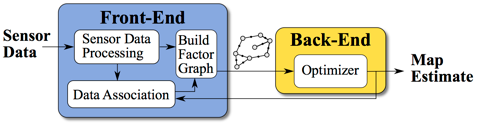 Front-End
Back-End
Sensor
Data
Sensor Data
Processing
Build
Factor
Graph
Data Association
Optimizer
Map
Estimate